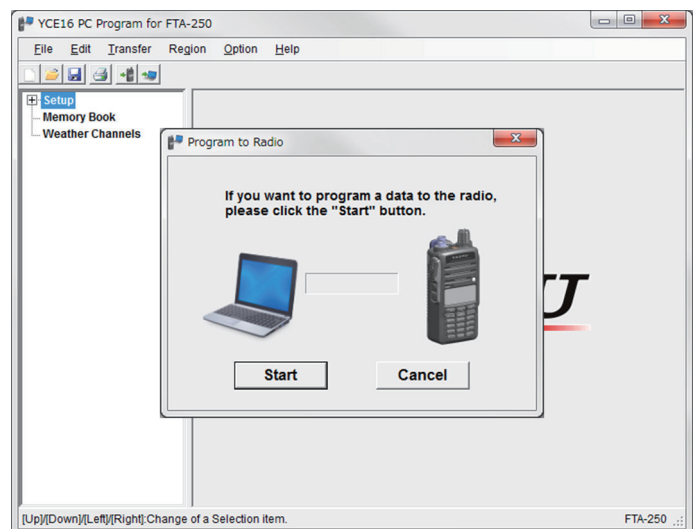 YCE16 PC Program for FTA-250
File Edit Transfer Region Option Help
Setup
Memory Book
Weather Channels
Program to Radio
If you want to program a data to the radio,
please click the "Start" button.
U
Start Cancel
[Up]/[Down]/[Left]/[Right]:Change of a Selection item. FTA-250